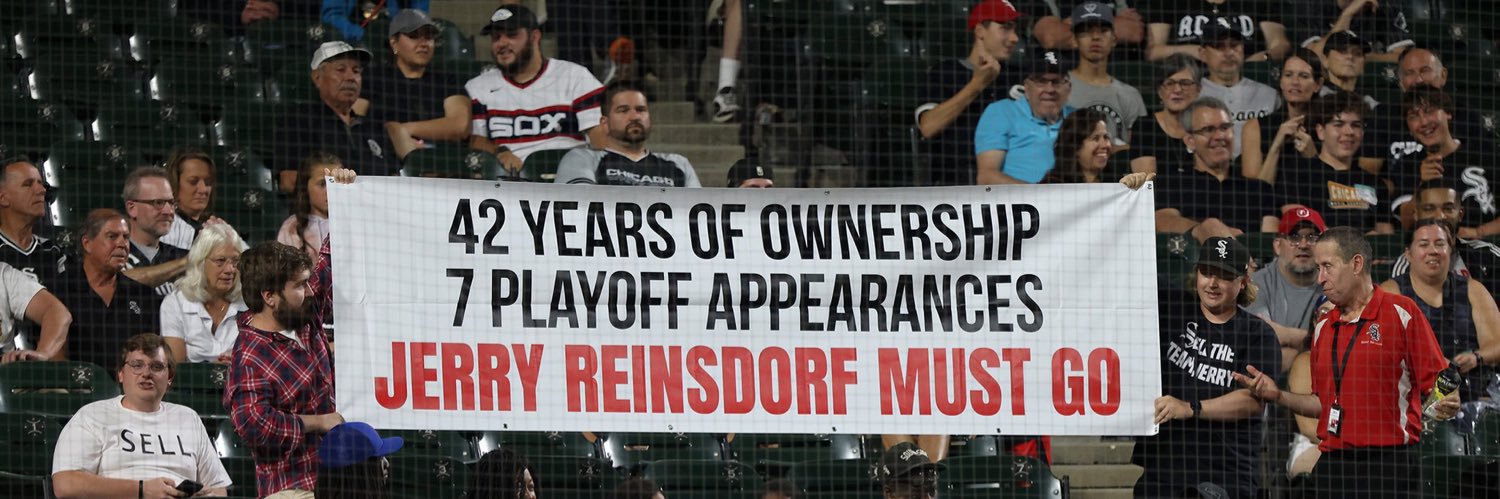 SOX
CHICAGO
42 YEARS OF OWNERSHIP
7 PLAYOFF APPEARANCES
JERRY REINSDORF MUST GO
SELL
SELL THE
TEAM JERRY